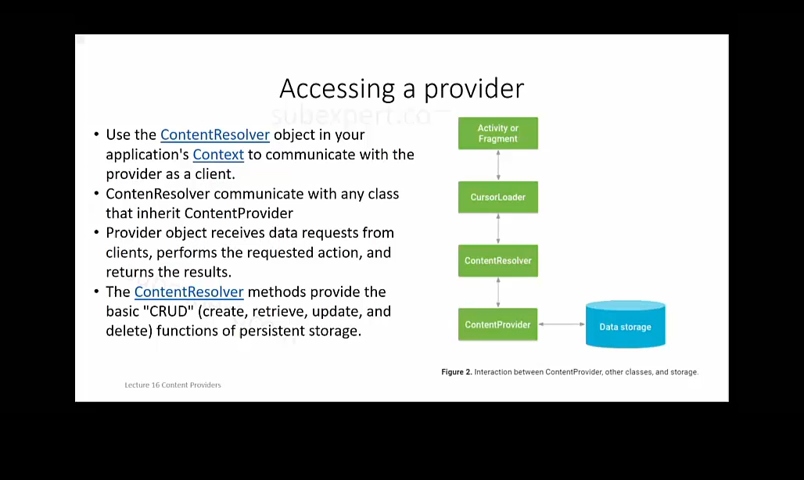 Accessing a provider
subexpert.co
• Use the ContentResolver object in your
application's Context to communicate with the
provider as a client.
• ContenResolver communicate with any class
that inherit ContentProvider
• Provider object receives data requests from
clients, performs the requested action, and
returns the results.
• The ContentResolver methods provide the
basic "CRUD" (create, retrieve, update, and
delete) functions of persistent storage.
Activity or
Fragment
CursorLoader
ContentResolver
ContentProvider
Data storage
Figure 2. Interaction between ContentProvider, other classes, and storage.
Lecture 16 Content Providers